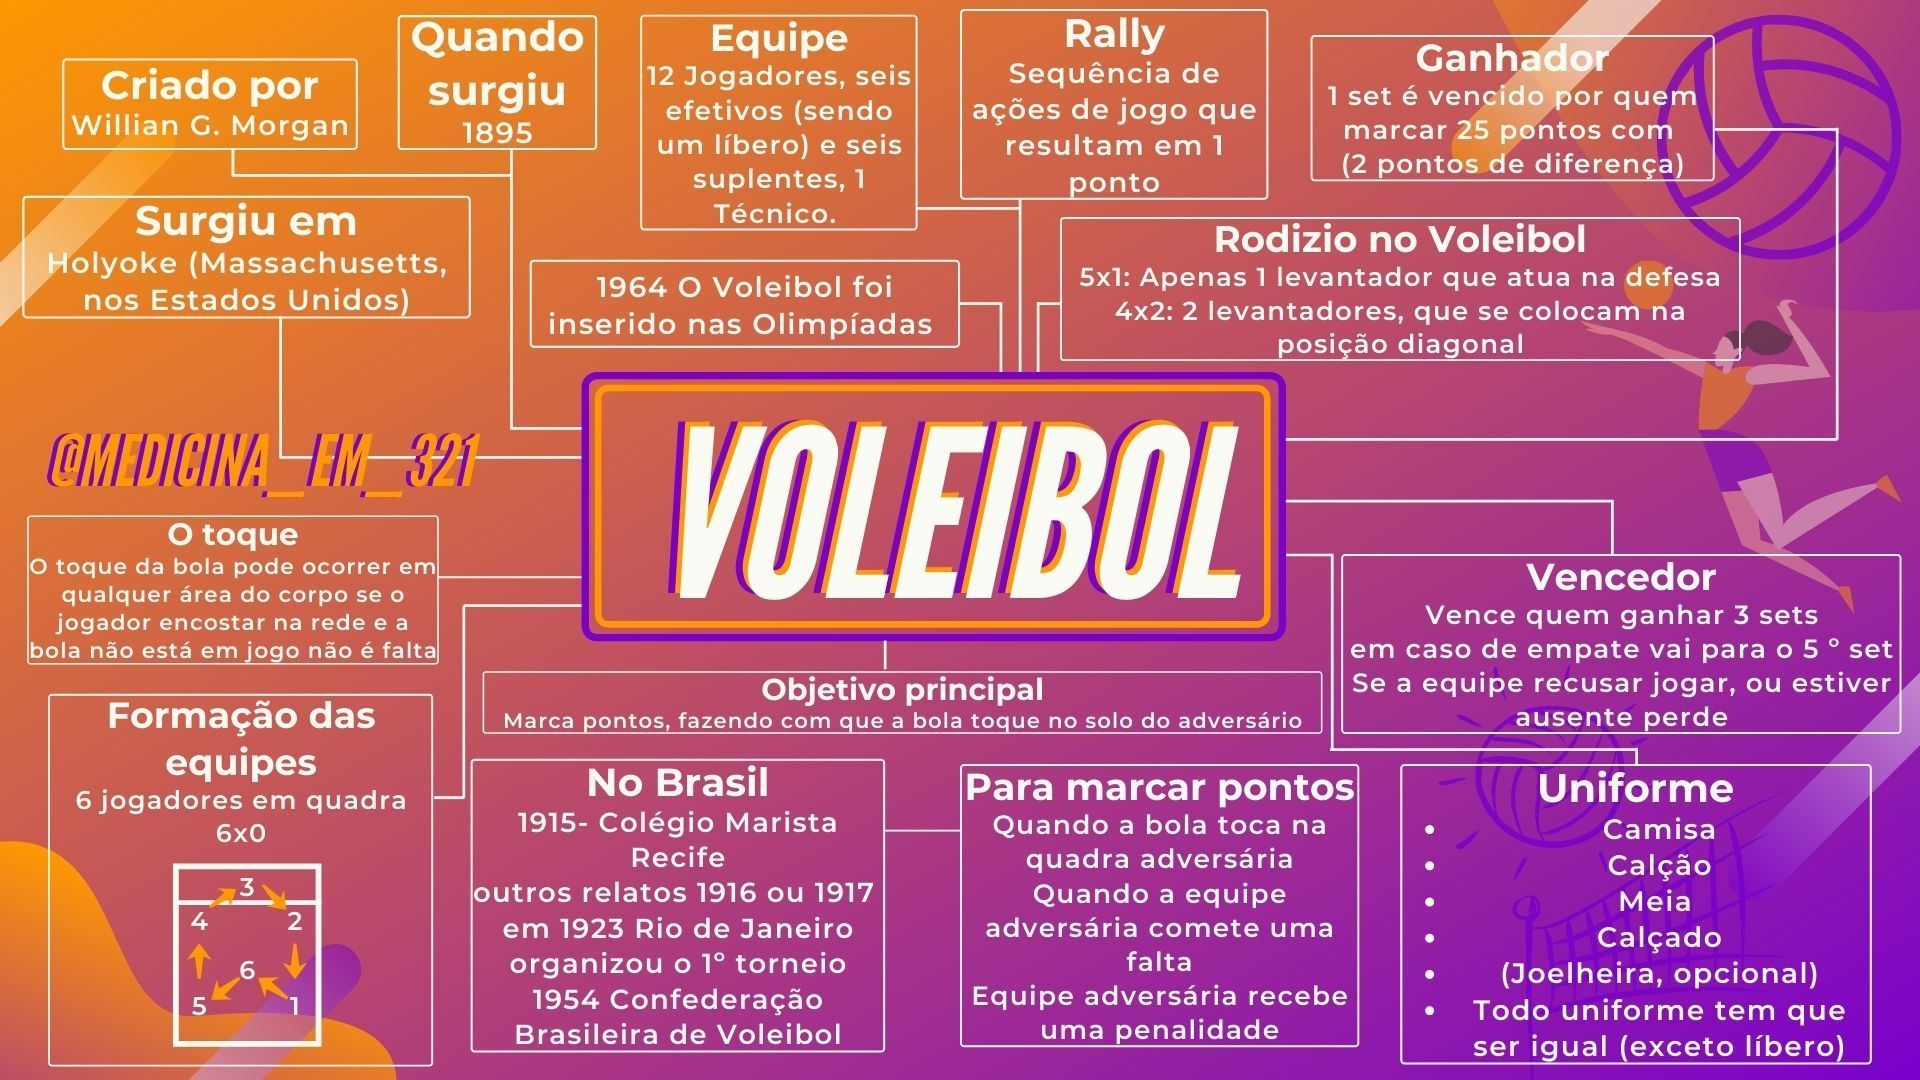 Criado por
Willian G. Morgan
Quando
surgiu
1895
Equipe
12 Jogadores, seis
efetivos (sendo
um líbero) e seis
suplentes, 1
Técnico.
Rally
Sequência de
ações de jogo que
resultam em 1
ponto
Ganhador
1 set é vencido por quem
marcar 25 pontos com
(2 pontos de diferença)
Surgiu em
Holyoke (Massachusetts,
nos Estados Unidos)
1964 O Voleibol foi
inserido nas Olimpíadas
Rodizio no Voleibol
5x1: Apenas 1 levantador que atua na defesa
4x2: 2 levantadores, que se colocam na
posição diagonal
@MEDICINA_EM_321
VOLEIBOL
O toque
O toque da bola pode ocorrer em
qualquer área do corpo se o
jogador encostar na rede e a
bola não está em jogo não é falta
Vencedor
Vence quem ganhar 3 sets
em caso de empate vai para o 5 º set
Se a equipe recusar jogar, ou estiver
ausente perde
Objetivo principal
Marca pontos, fazendo com que a bola toque no solo do adversário
Formação das
equipes
6 jogadores em quadra
6x0
3
4 2
6
5 1
No Brasil
1915- Colégio Marista
Recife
outros relatos 1916 ou 1917
em 1923 Rio de Janeiro
organizou o 1º torneio
1954 Confederação
Brasileira de Voleibol
Para marcar pontos
Quando a bola toca na
quadra adversária
Quando a equipe
adversária comete uma
falta
Equipe adversária recebe
uma penalidade
Uniforme
• Camisa
• Calção
• Meia
• Calçado
• (Joelheira, opcional)
• Todo uniforme tem que
ser igual (exceto líbero)